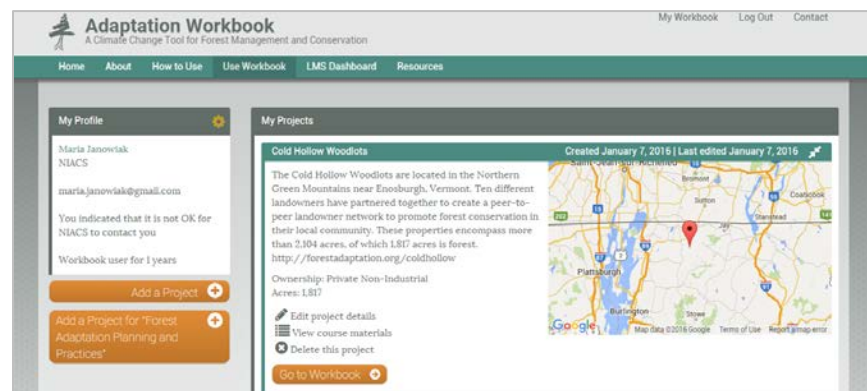 Adaptation Workbook
A Climate Change Tool for Forest Management and Conservation
My Workbook Log Out Contact
Home About How to Use Use Workbook LMS Dashboard Resources
My Profile
Maria Janowiak
NIACS
maria.janowiak@gmail.com
You indicated that it is not OK for
NIACS to contact you
Workbook user for 1 years
Add a Project
Add a Project for "Forest
Adaptation Planning and
Practices"
My Projects
Cold Hollow Woodlots
Created January 7, 2016 | Last edited January 7, 2016
The Cold Hollow Woodlots are located in the Northern
Green Mountains near Enosburgh, Vermont. Ten different
landowners have partnered together to create a peer-to-
peer landowner network to promote forest conservation in
their local community. These properties encompass more
than 2,104 acres, of which 1,817 acres is forest.
http://forestadaptation.org/coldhollow
Ownership: Private Non-Industrial
Acres: 1,817
Edit project details
View course materials
Delete this project
Go to Workbook
Saint-Jean-sur-Richelieu
Bromont
Sutton
Coaticook
Stanstead
Jay
Plattsburgh
Burlington
Stowe
Google
Map data ©2016 Google Terms of Use Report a map error